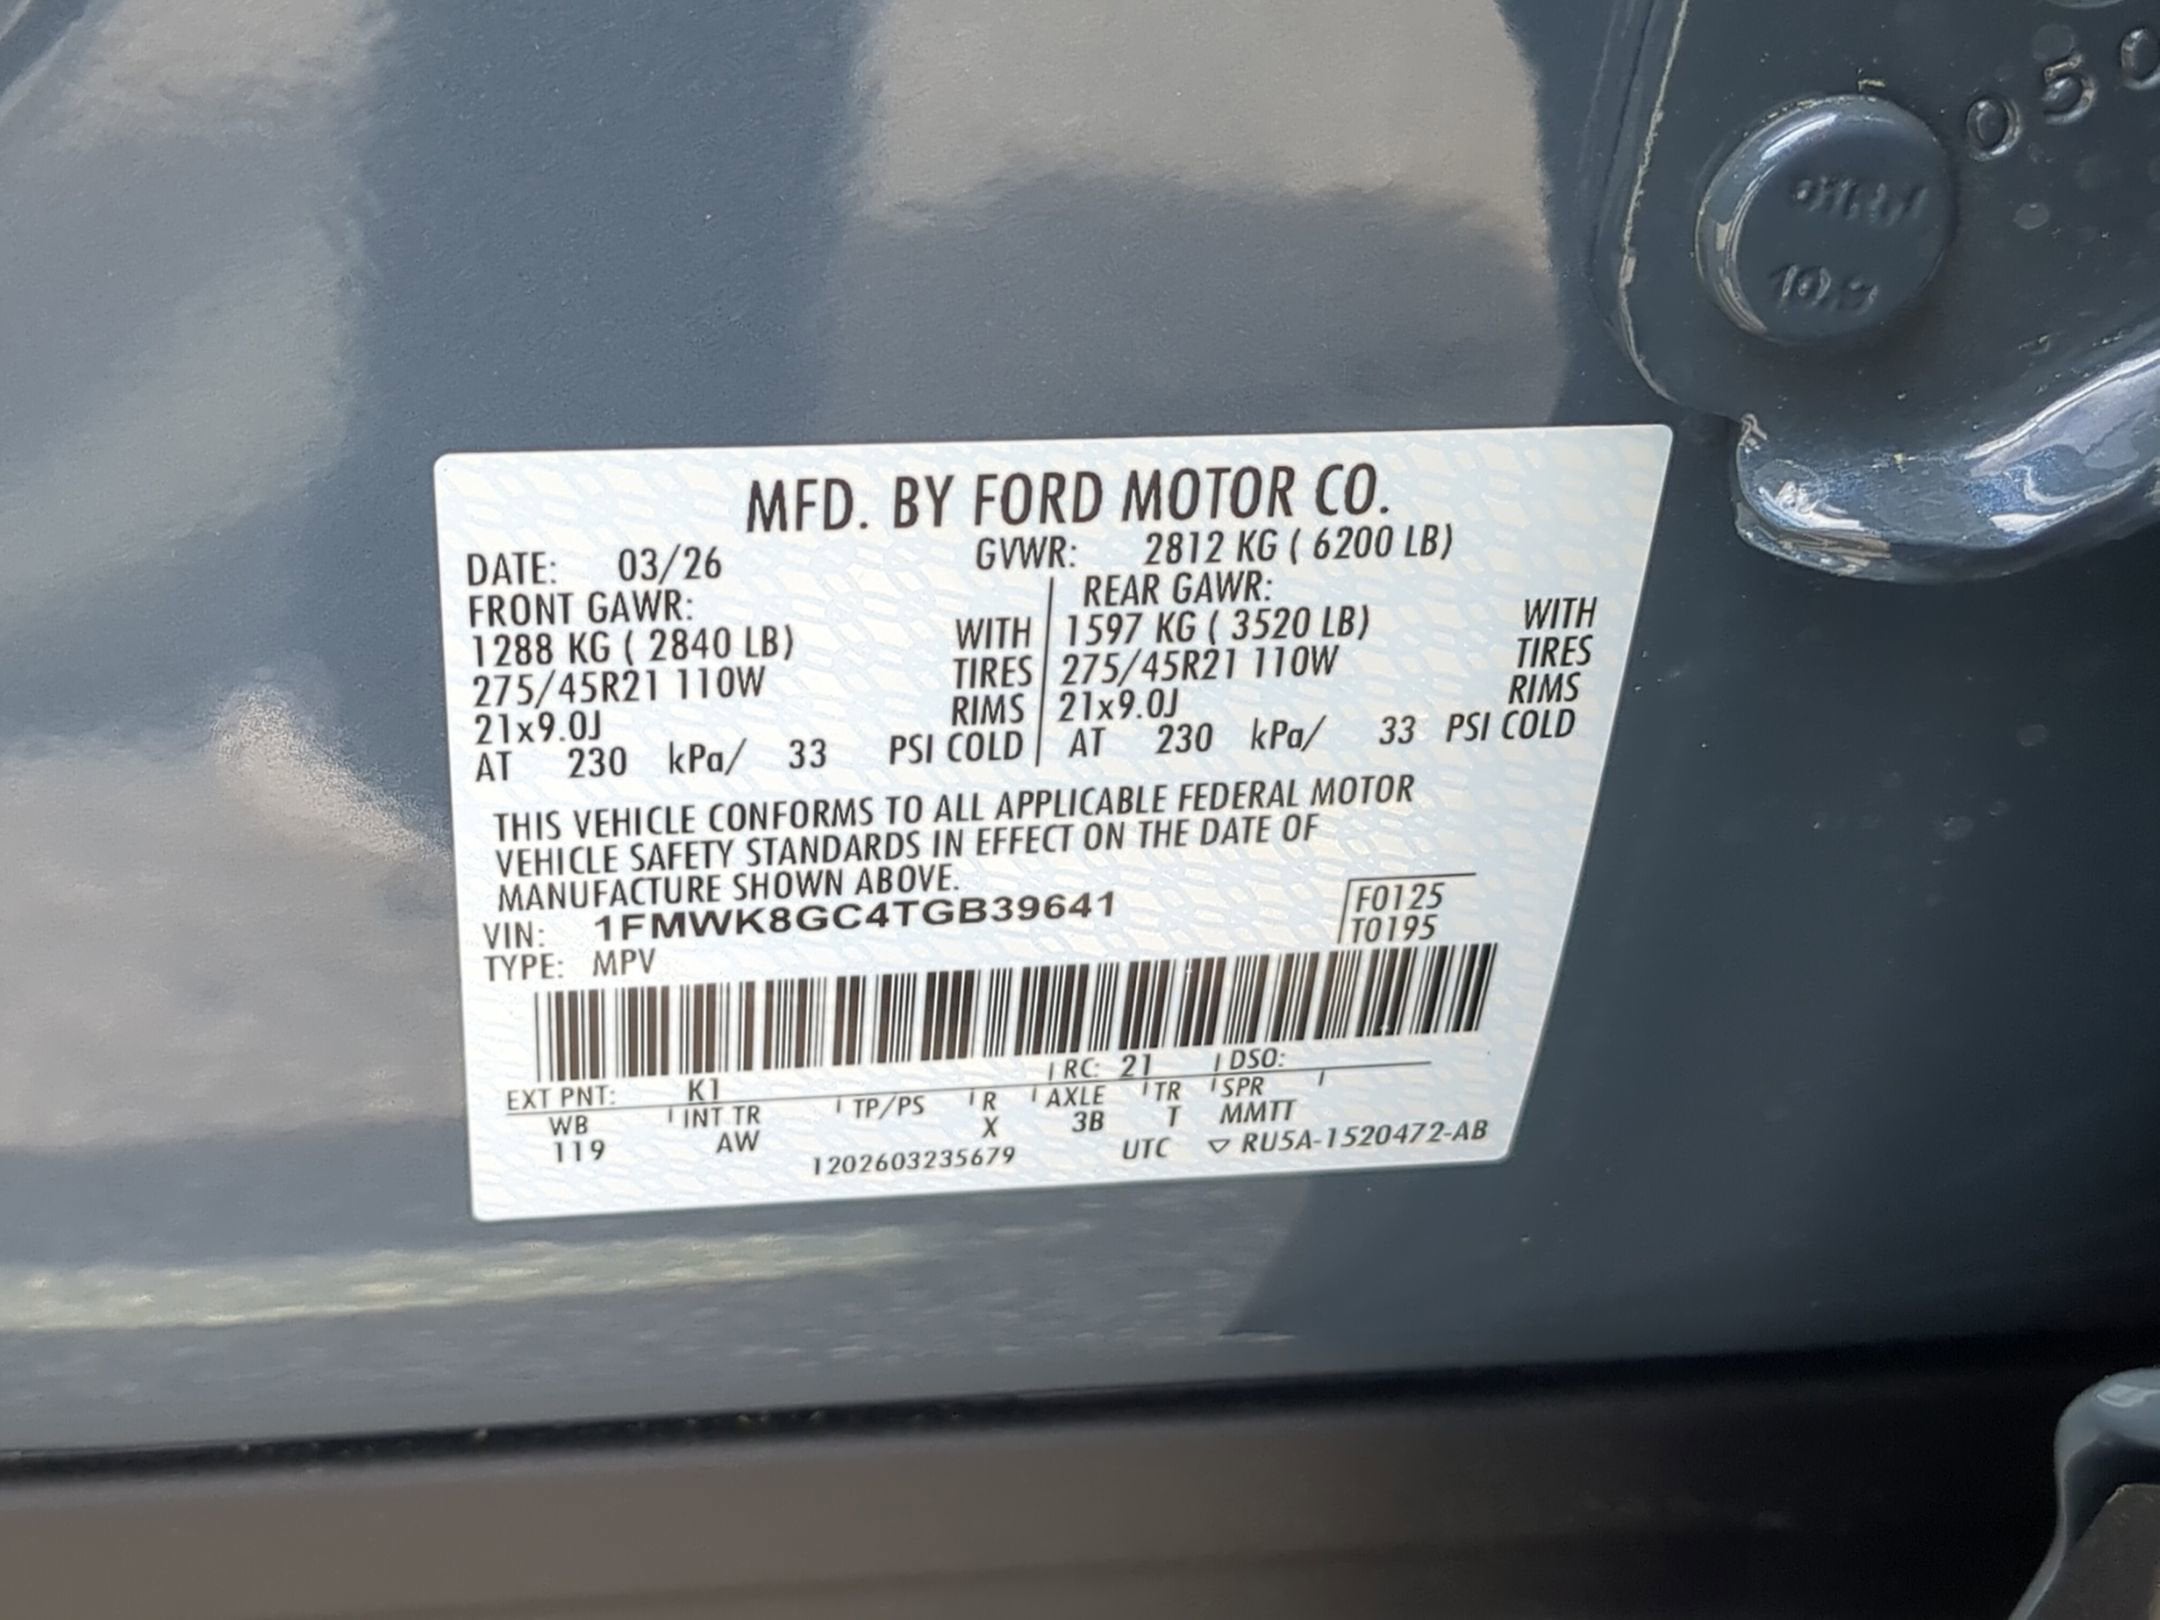 050
10.9
MFD. BY FORD MOTOR CO.
DATE: 03/26 GVWR: 2812 KG ( 6200 LB)
FRONT GAWR: REAR GAWR:
1288 KG ( 2840 LB) WITH 1597 KG ( 3520 LB) WITH
275/45R21 110W TIRES 275/45R21 110W TIRES
21x9.0J RIMS 21x9.0J RIMS
AT 230 kPa/ 33 PSI COLD AT 230 kPa/ 33 PSI COLD
THIS VEHICLE CONFORMS TO ALL APPLICABLE FEDERAL MOTOR
VEHICLE SAFETY STANDARDS IN EFFECT ON THE DATE OF
MANUFACTURE SHOWN ABOVE.
VIN: 1FMWK8GC4TGB39641 F0125
TYPE: MPV T0195
EXT PNT: K1 RC: 21 DSO:
WB INT TR TP/PS R AXLE TR SPR
119 AW X 3B T MMTT
1202603235679 UTC ▽ RU5A-1520472-AB